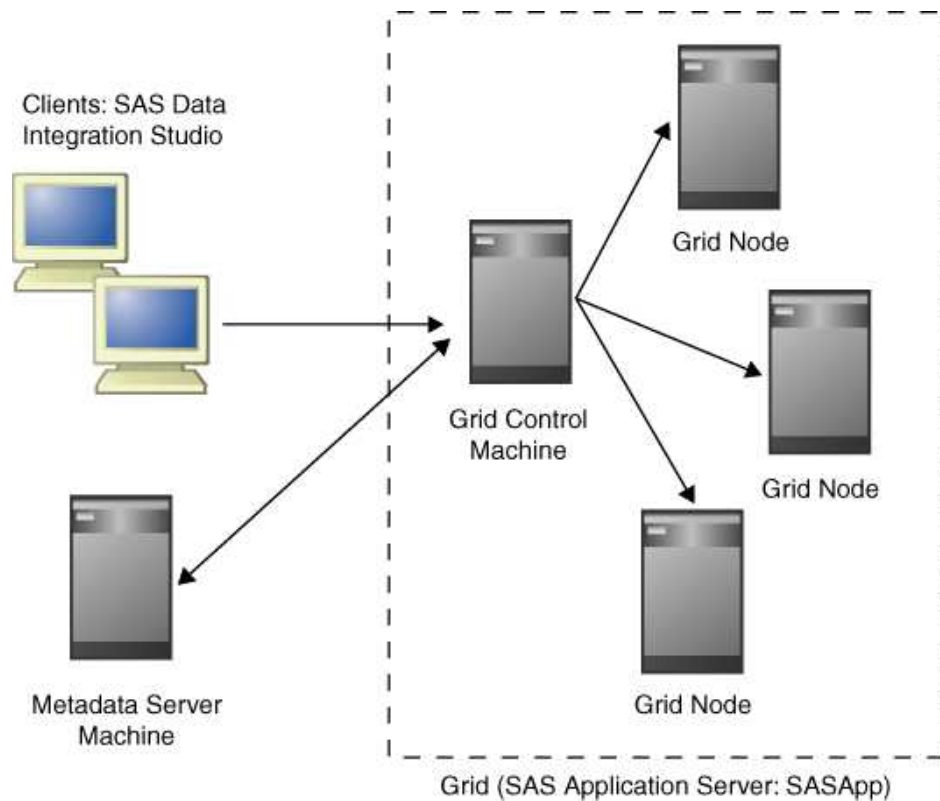 Clients: SAS Data
Integration Studio
Grid Node
Grid Control
Machine
Grid Node
Metadata Server
Machine
Grid Node
Grid (SAS Application Server: SASApp)